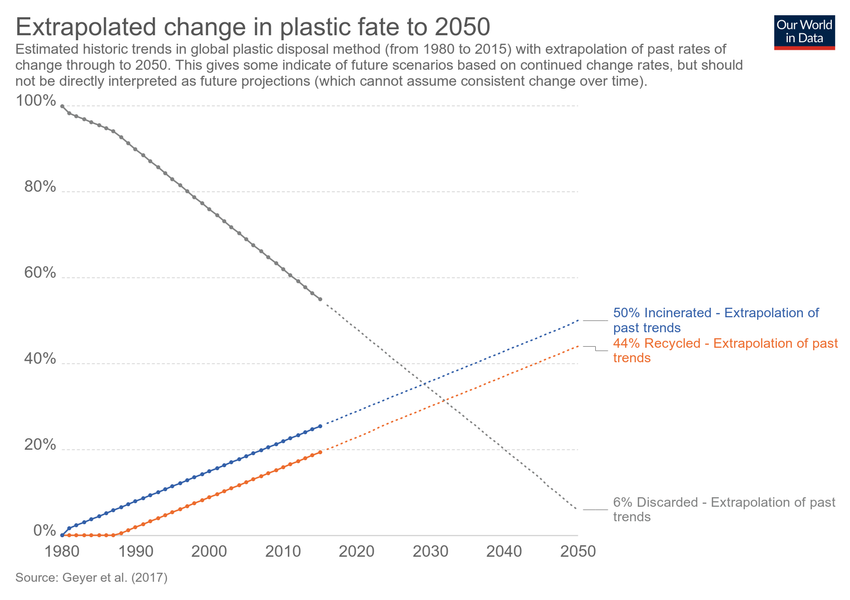 Extrapolated change in plastic fate to 2050
Our World
in Data
Estimated historic trends in global plastic disposal method (from 1980 to 2015) with extrapolation of past rates of
change through to 2050. This gives some indicate of future scenarios based on continued change rates, but should
not be directly interpreted as future projections (which cannot assume consistent change over time).
100%
80%
60%
40%
20%
0%
50% Incinerated - Extrapolation of
past trends
44% Recycled - Extrapolation of past
trends
6% Discarded - Extrapolation of past
trends
1980 1990 2000 2010 2020 2030 2040 2050
Source: Geyer et al. (2017)